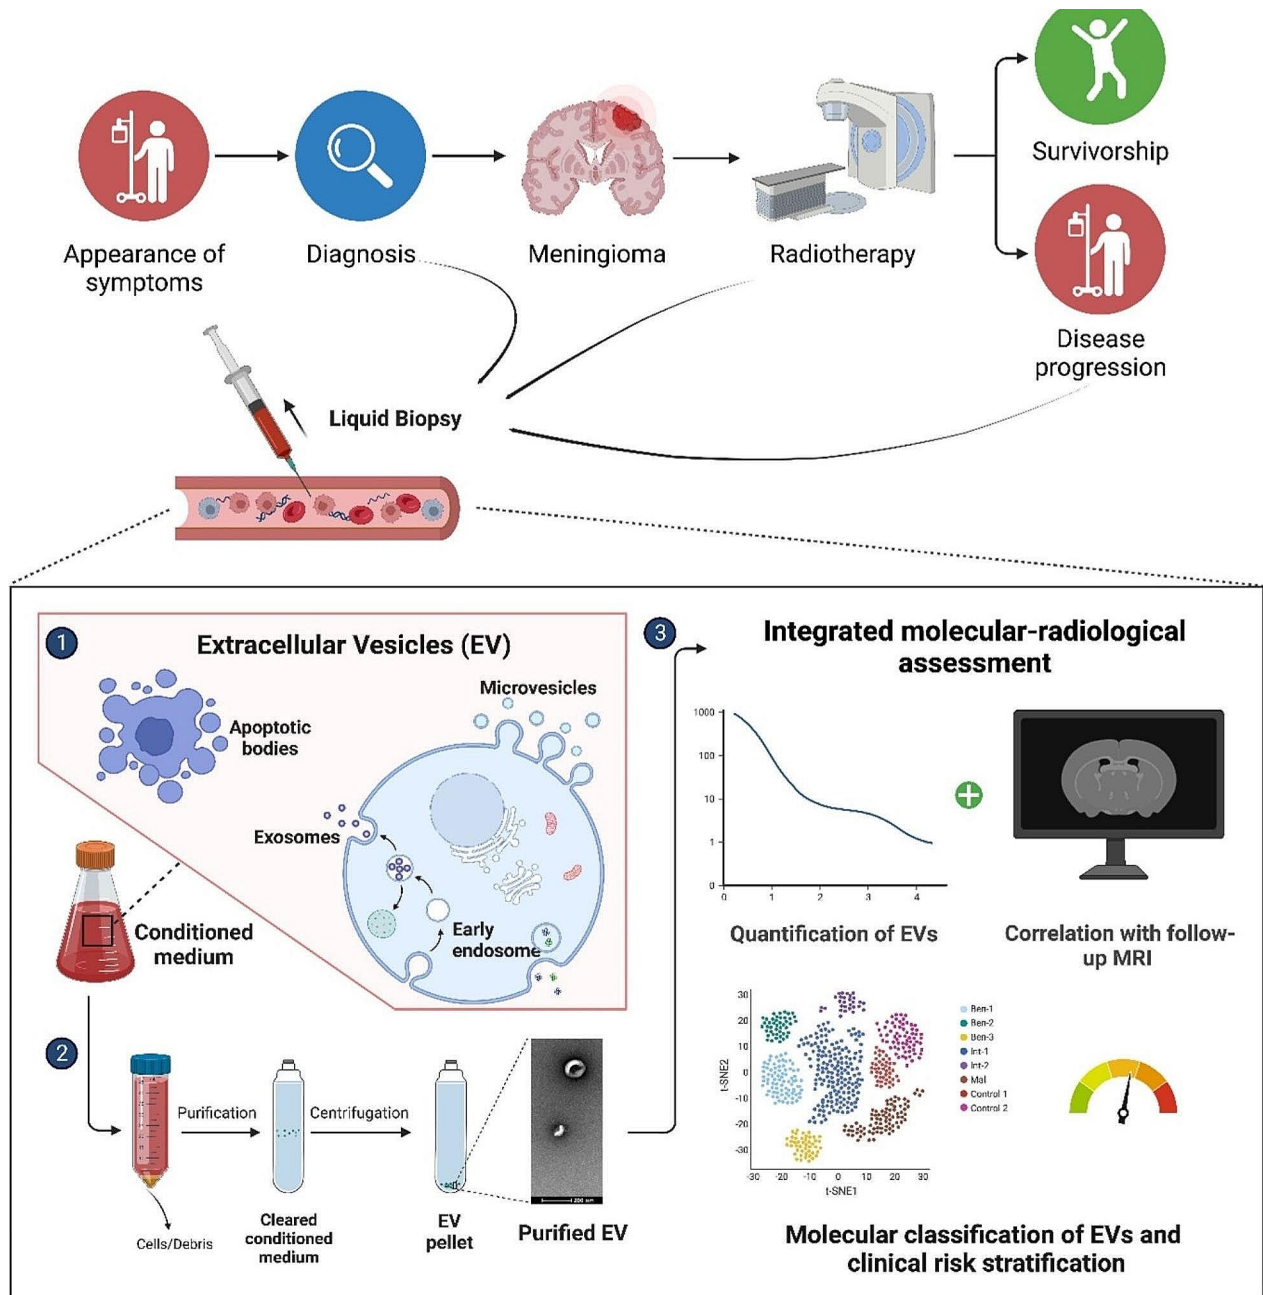 Survivorship
Appearance of
symptoms
Diagnosis
Meningioma
Radiotherapy
Disease
progression
Liquid Biopsy
1
Extracellular Vesicles (EV)
Microvesicles
Apoptotic
bodies
Exosomes
Early
endosome
Conditioned
medium
2
Purification
Centrifugation
Cells/Debris
Cleared
conditioned
medium
EV
pellet
200 nm
Purified EV
3
Integrated molecular-radiological
assessment
1000
100
10
1
0
0 1 2 3 4
Quantification of EVs
Correlation with follow-
up MRI
30
20
10
0
-10
-20
-30
t-SNE2
-30 -20 -10 0 10 20 30
t-SNE1
Ben-1
Ben-2
Ben-3
Int-1
Int-2
Mal
Control 1
Control 2
Molecular classification of EVs and
clinical risk stratification